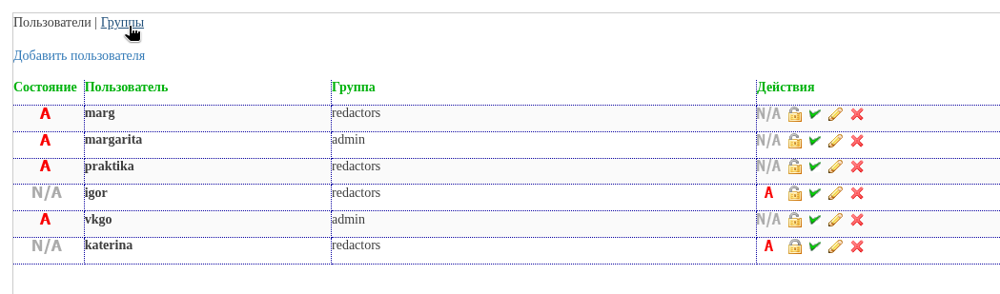 Пользователи | Группы
Добавить пользователя
Состояние Пользователь Группа Действия
A marg redactors N/A
A margarita admin N/A
A praktika redactors N/A
N/A igor redactors A
A vkgo admin N/A
N/A katerina redactors A